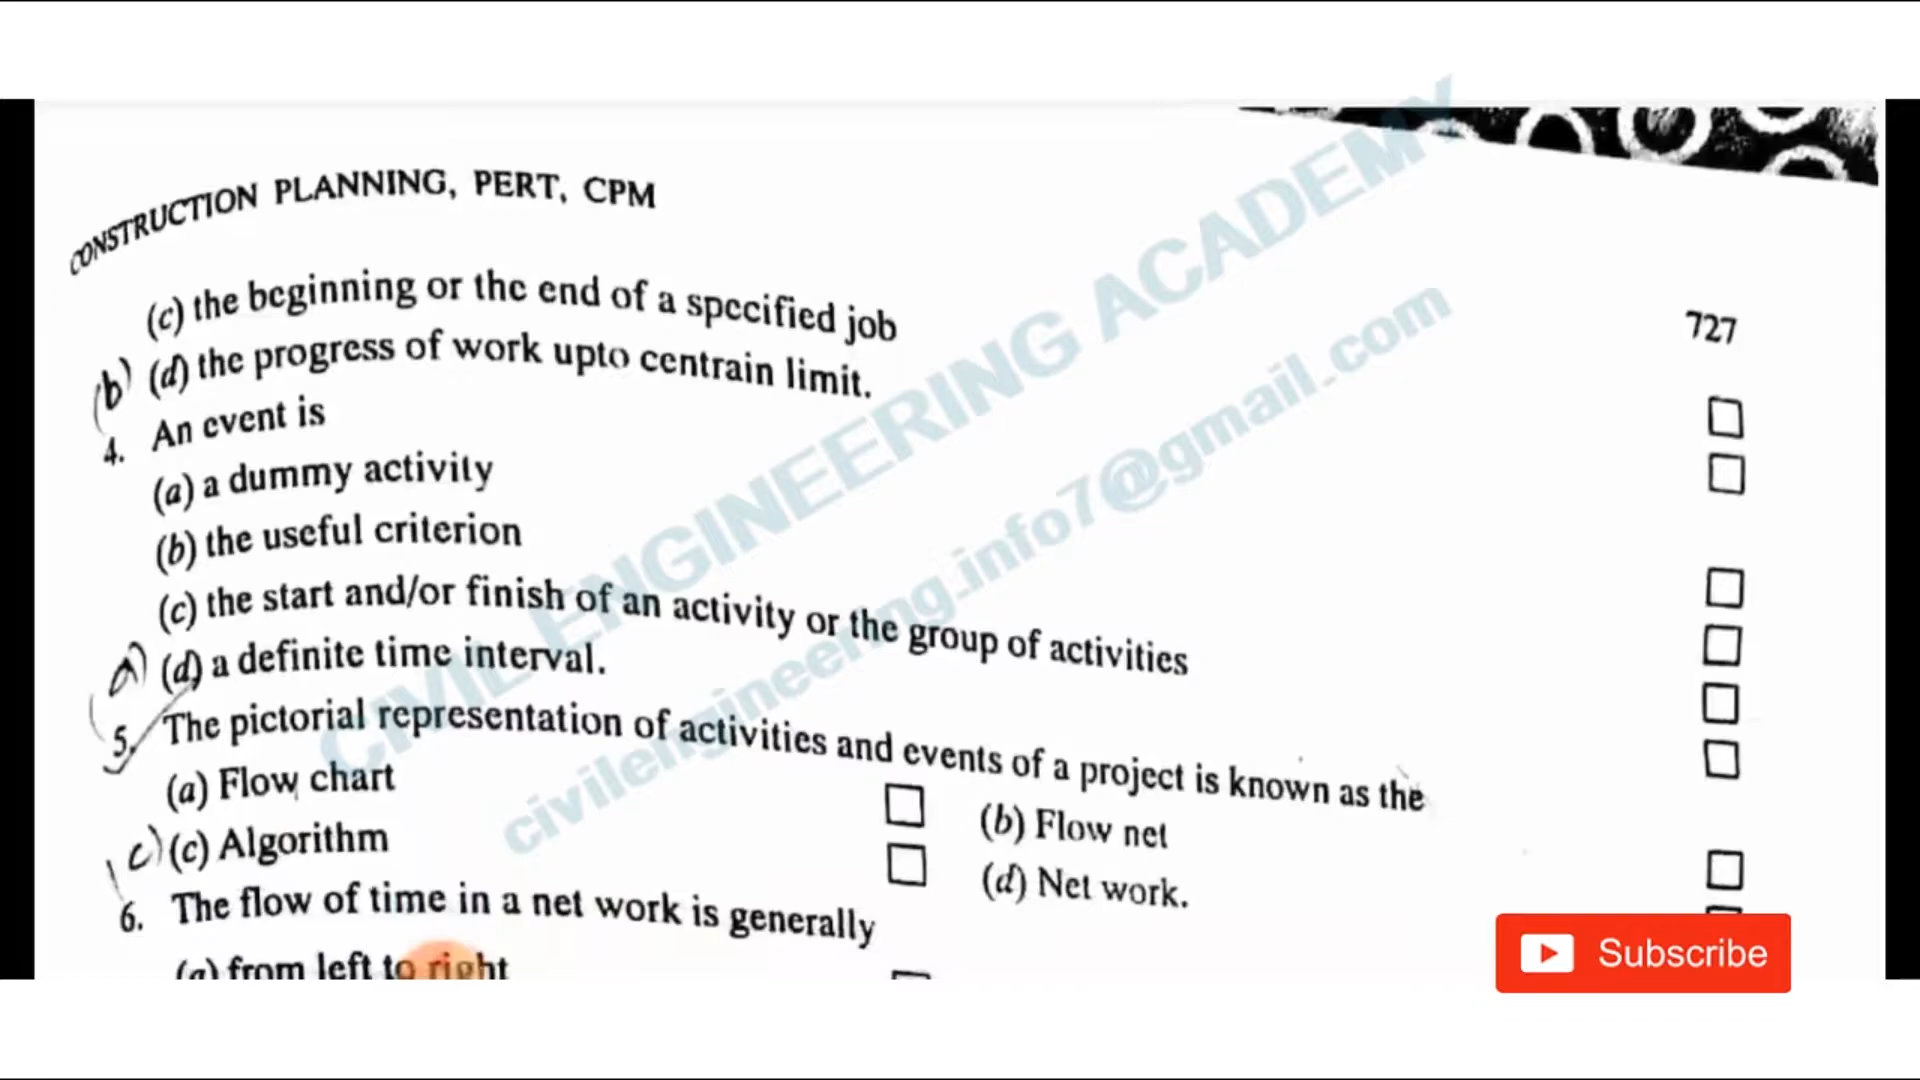 CONSTRUCTION PLANNING, PERT, CPM
727
(c) the beginning or the end of a specified job
(b) (d) the progress of work upto centrain limit.
4. An event is
(a) a dummy activity
(b) the useful criterion
(c) the start and/or finish of an activity or the group of activities
(d) a definite time interval.
5. The pictorial representation of activities and events of a project is known as the
(a) Flow chart (b) Flow net
c) (c) Algorithm (d) Net work.
6. The flow of time in a net work is generally
(a) from left to right
CIVIL ENGINEERING ACADEMY
civilengineering.info7@gmail.com
Subscribe